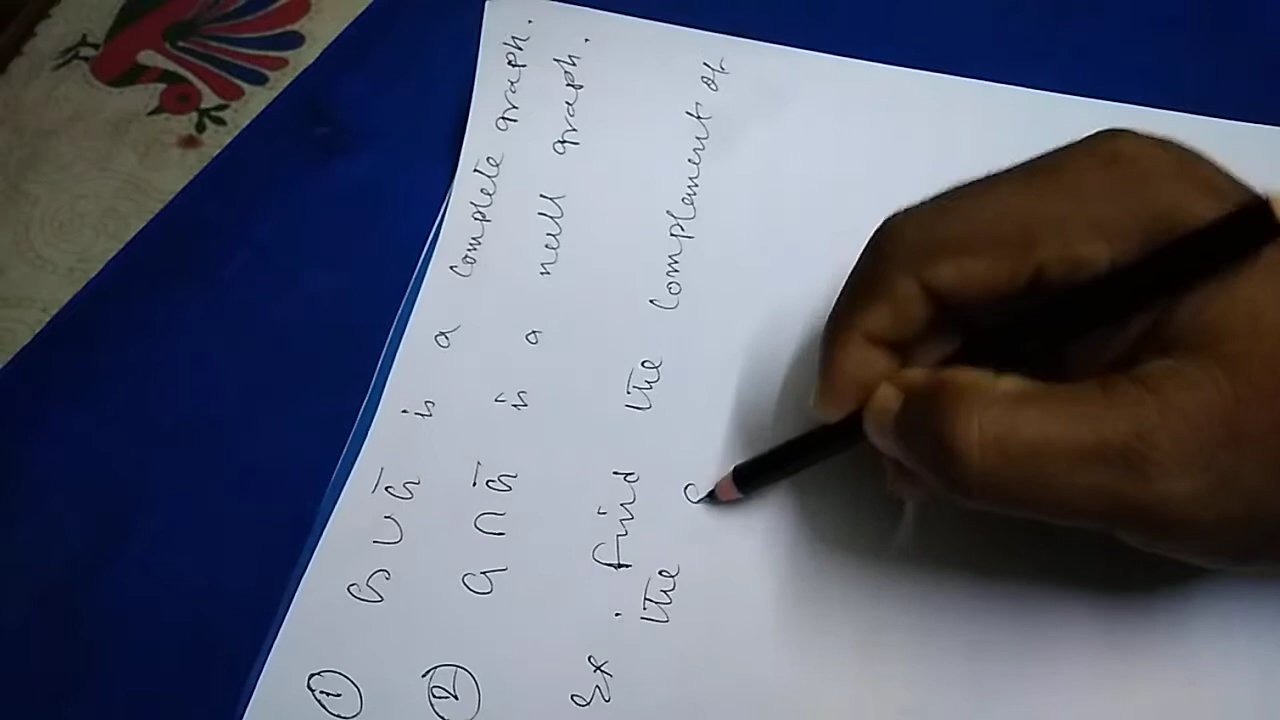 ① G ∪ G̅ is a complete graph.
② G ∩ G̅ is a null graph.
Ex. find the complement of
the